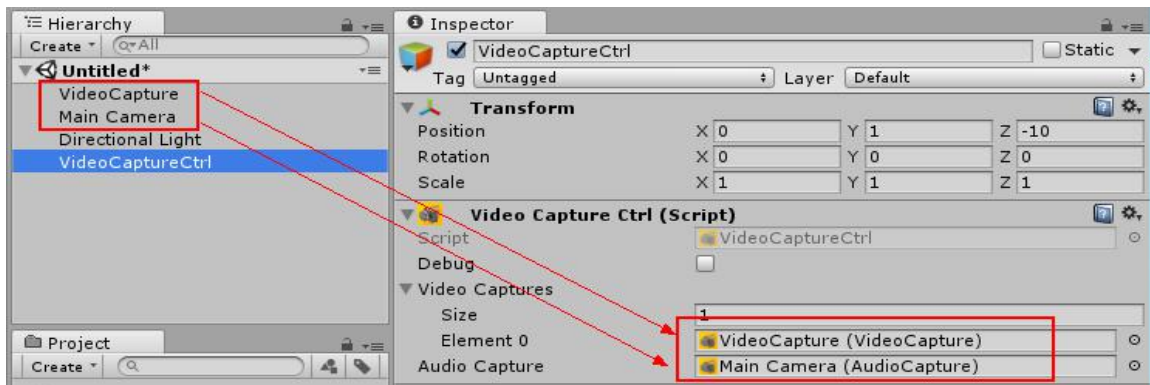 Hierarchy
Create
All
Untitled*
VideoCapture
Main Camera
Directional Light
VideoCaptureCtrl
Project
Create
Inspector
VideoCaptureCtrl Static
Tag Untagged Layer Default
Transform
Position X 0 Y 1 Z -10
Rotation X 0 Y 0 Z 0
Scale X 1 Y 1 Z 1
Video Capture Ctrl (Script)
Script VideoCaptureCtrl
Debug
Video Captures
Size 1
Element 0 VideoCapture (VideoCapture)
Audio Capture Main Camera (AudioCapture)